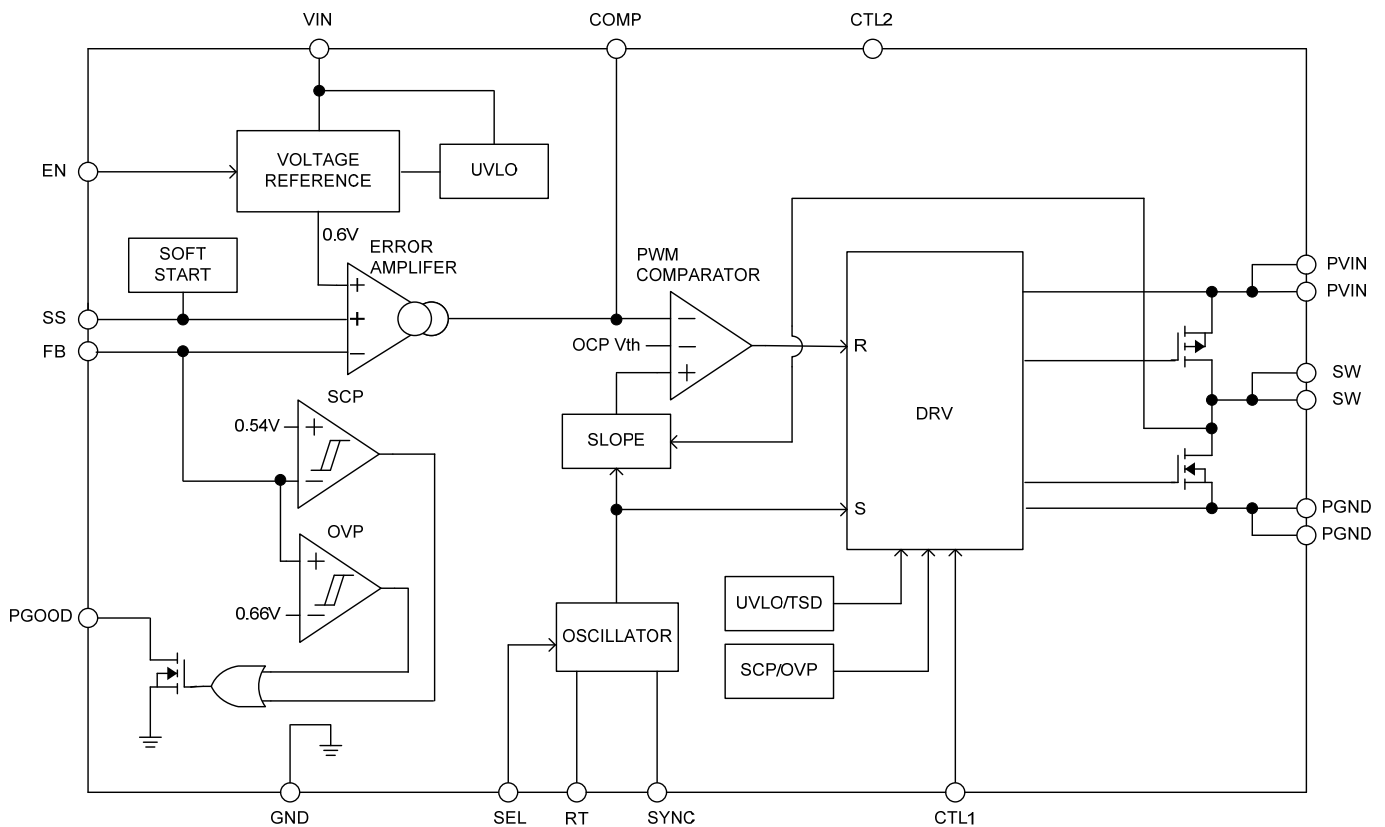 VIN
COMP
CTL2
EN
VOLTAGE
REFERENCE
UVLO
0.6V
SOFT
START
ERROR
AMPLIFER
+
+
−
PWM
COMPARATOR
−
−
+
OCP Vth
SS
FB
R
DRV
S
PVIN
PVIN
SW
SW
PGND
PGND
SCP
0.54V
+
−
SLOPE
OVP
+
0.66V
−
PGOOD
OSCILLATOR
UVLO/TSD
SCP/OVP
GND
SEL
RT
SYNC
CTL1